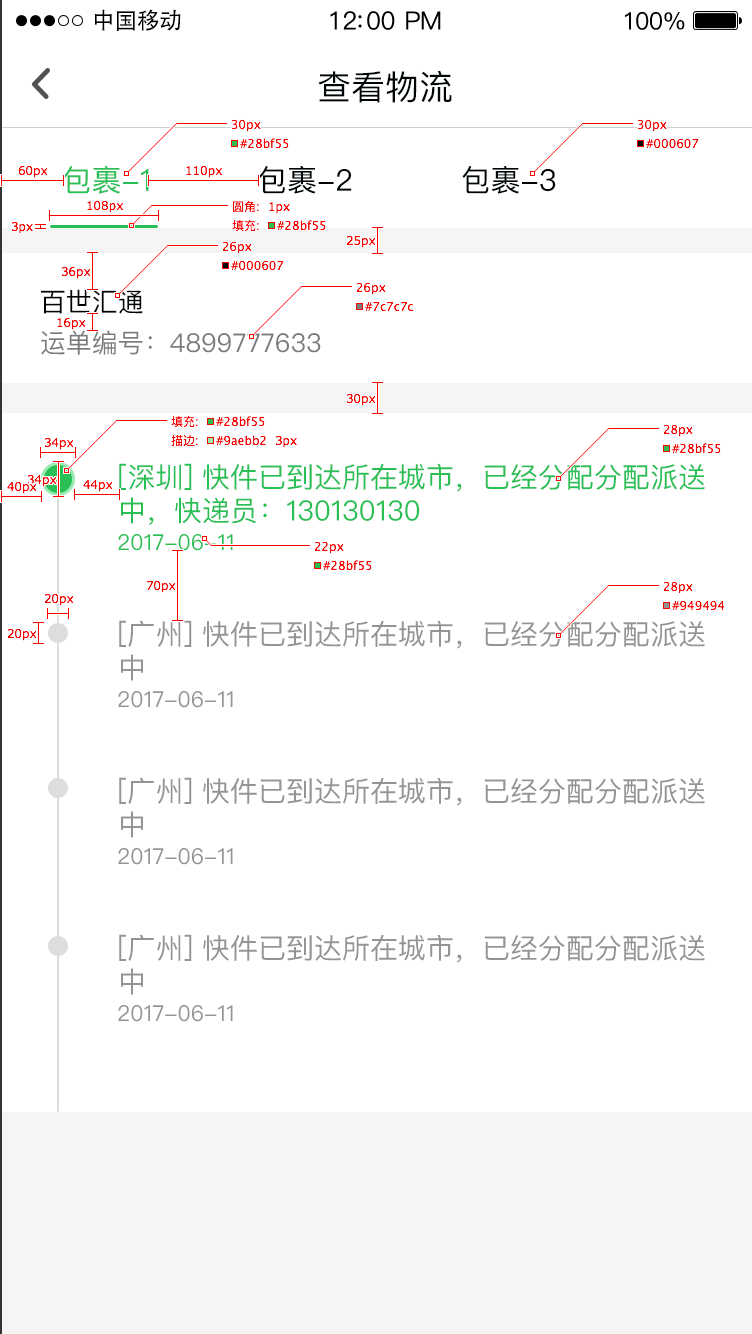 中国移动 12:00 PM 100%
查看物流
30px 30px
#28bf55 #000607
60px 包裹-1 110px 包裹-2 包裹-3
108px 圆角: 1px
3px 填充: #28bf55
25px
26px
36px #000607
26px
百世汇通 #7c7c7c
16px
运单编号：4899777633
30px
填充: #28bf55
描边: #9aebb2 3px
28px
34px #28bf55
34px
40px 44px [深圳] 快件已到达所在城市，已经分配分配派送
中，快递员：130130130
2017-06-11 22px
#28bf55
70px 28px
20px #949494
20px [广州] 快件已到达所在城市，已经分配分配派送
中
2017-06-11
[广州] 快件已到达所在城市，已经分配分配派送
中
2017-06-11
[广州] 快件已到达所在城市，已经分配分配派送
中
2017-06-11